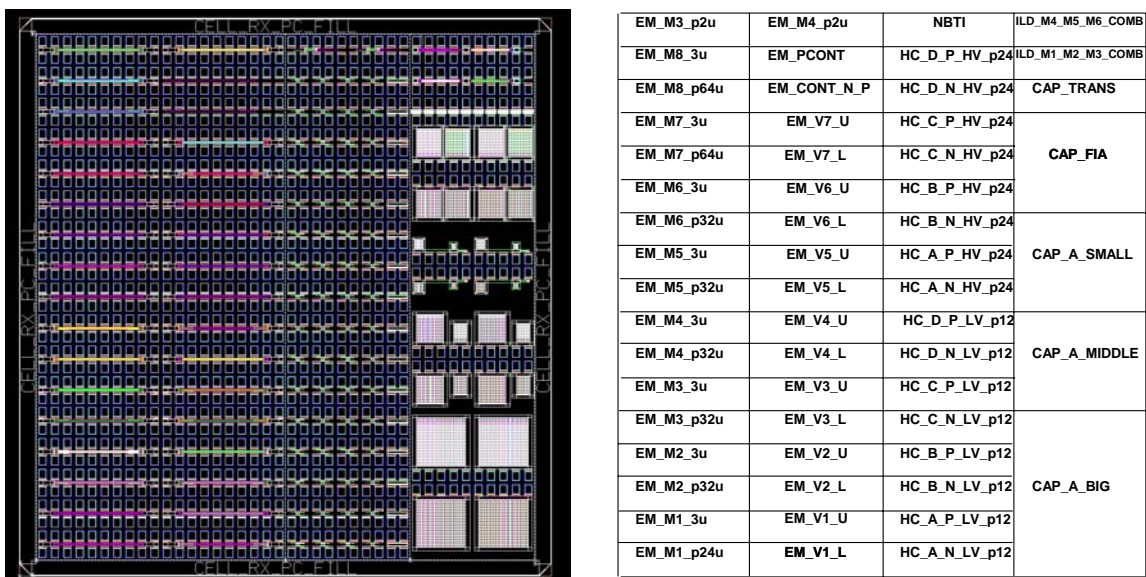 CELL_RX_PC_FILL
CELL_RX_PC_FILL
CELL_RX_PC_FILL
CELL_RX_PC_FILL
EM_M3_p2u EM_M4_p2u NBTI ILD_M4_M5_M6_COMB
EM_M8_3u EM_PCONT HC_D_P_HV_p24 ILD_M1_M2_M3_COMB
EM_M8_p64u EM_CONT_N_P HC_D_N_HV_p24 CAP_TRANS
EM_M7_3u EM_V7_U HC_C_P_HV_p24
EM_M7_p64u EM_V7_L HC_C_N_HV_p24 CAP_FIA
EM_M6_3u EM_V6_U HC_B_P_HV_p24
EM_M6_p32u EM_V6_L HC_B_N_HV_p24
EM_M5_3u EM_V5_U HC_A_P_HV_p24 CAP_A_SMALL
EM_M5_p32u EM_V5_L HC_A_N_HV_p24
EM_M4_3u EM_V4_U HC_D_P_LV_p12
EM_M4_p32u EM_V4_L HC_D_N_LV_p12 CAP_A_MIDDLE
EM_M3_3u EM_V3_U HC_C_P_LV_p12
EM_M3_p32u EM_V3_L HC_C_N_LV_p12
EM_M2_3u EM_V2_U HC_B_P_LV_p12
EM_M2_p32u EM_V2_L HC_B_N_LV_p12 CAP_A_BIG
EM_M1_3u EM_V1_U HC_A_P_LV_p12
EM_M1_p24u EM_V1_L HC_A_N_LV_p12